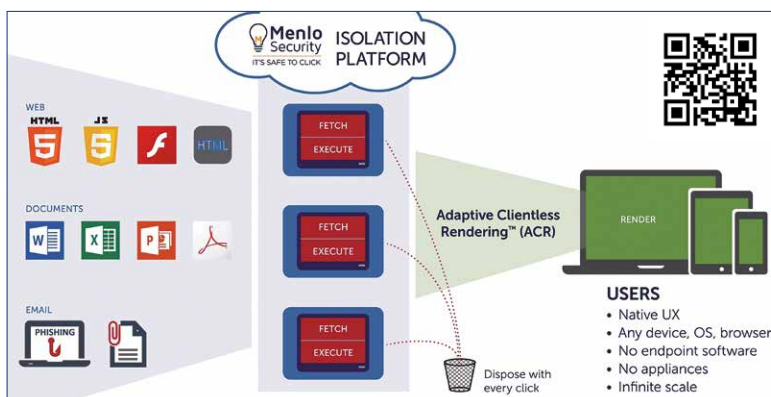 Menlo
Security
IT'S SAFE TO CLICK
ISOLATION
PLATFORM
WEB
HTML
5
JS
5
HTML
DOCUMENTS
W
X
P
EMAIL
PHISHING
FETCH
EXECUTE
FETCH
EXECUTE
FETCH
EXECUTE
Adaptive Clientless
Rendering™ (ACR)
Dispose with
every click
RENDER
USERS
• Native UX
• Any device, OS, browser
• No endpoint software
• No appliances
• Infinite scale